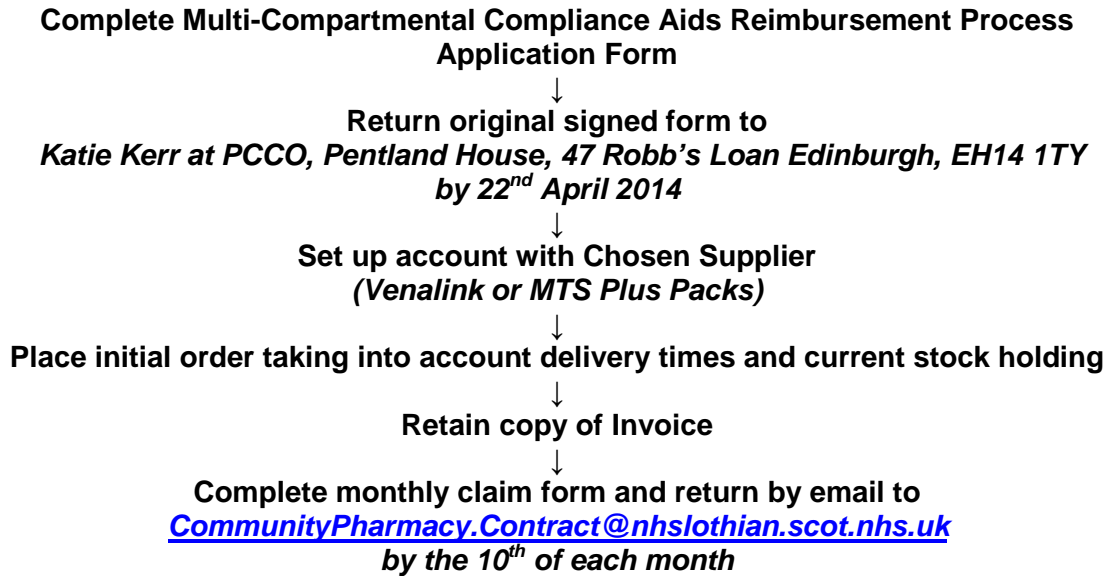 Complete Multi-Compartmental Compliance Aids Reimbursement Process
Application Form
↓
Return original signed form to
Katie Kerr at PCCO, Pentland House, 47 Robb’s Loan Edinburgh, EH14 1TY
by 22nd April 2014
↓
Set up account with Chosen Supplier
(Venalink or MTS Plus Packs)
↓
Place initial order taking into account delivery times and current stock holding
↓
Retain copy of Invoice
↓
Complete monthly claim form and return by email to
CommunityPharmacy.Contract@nhslothian.scot.nhs.uk
by the 10th of each month